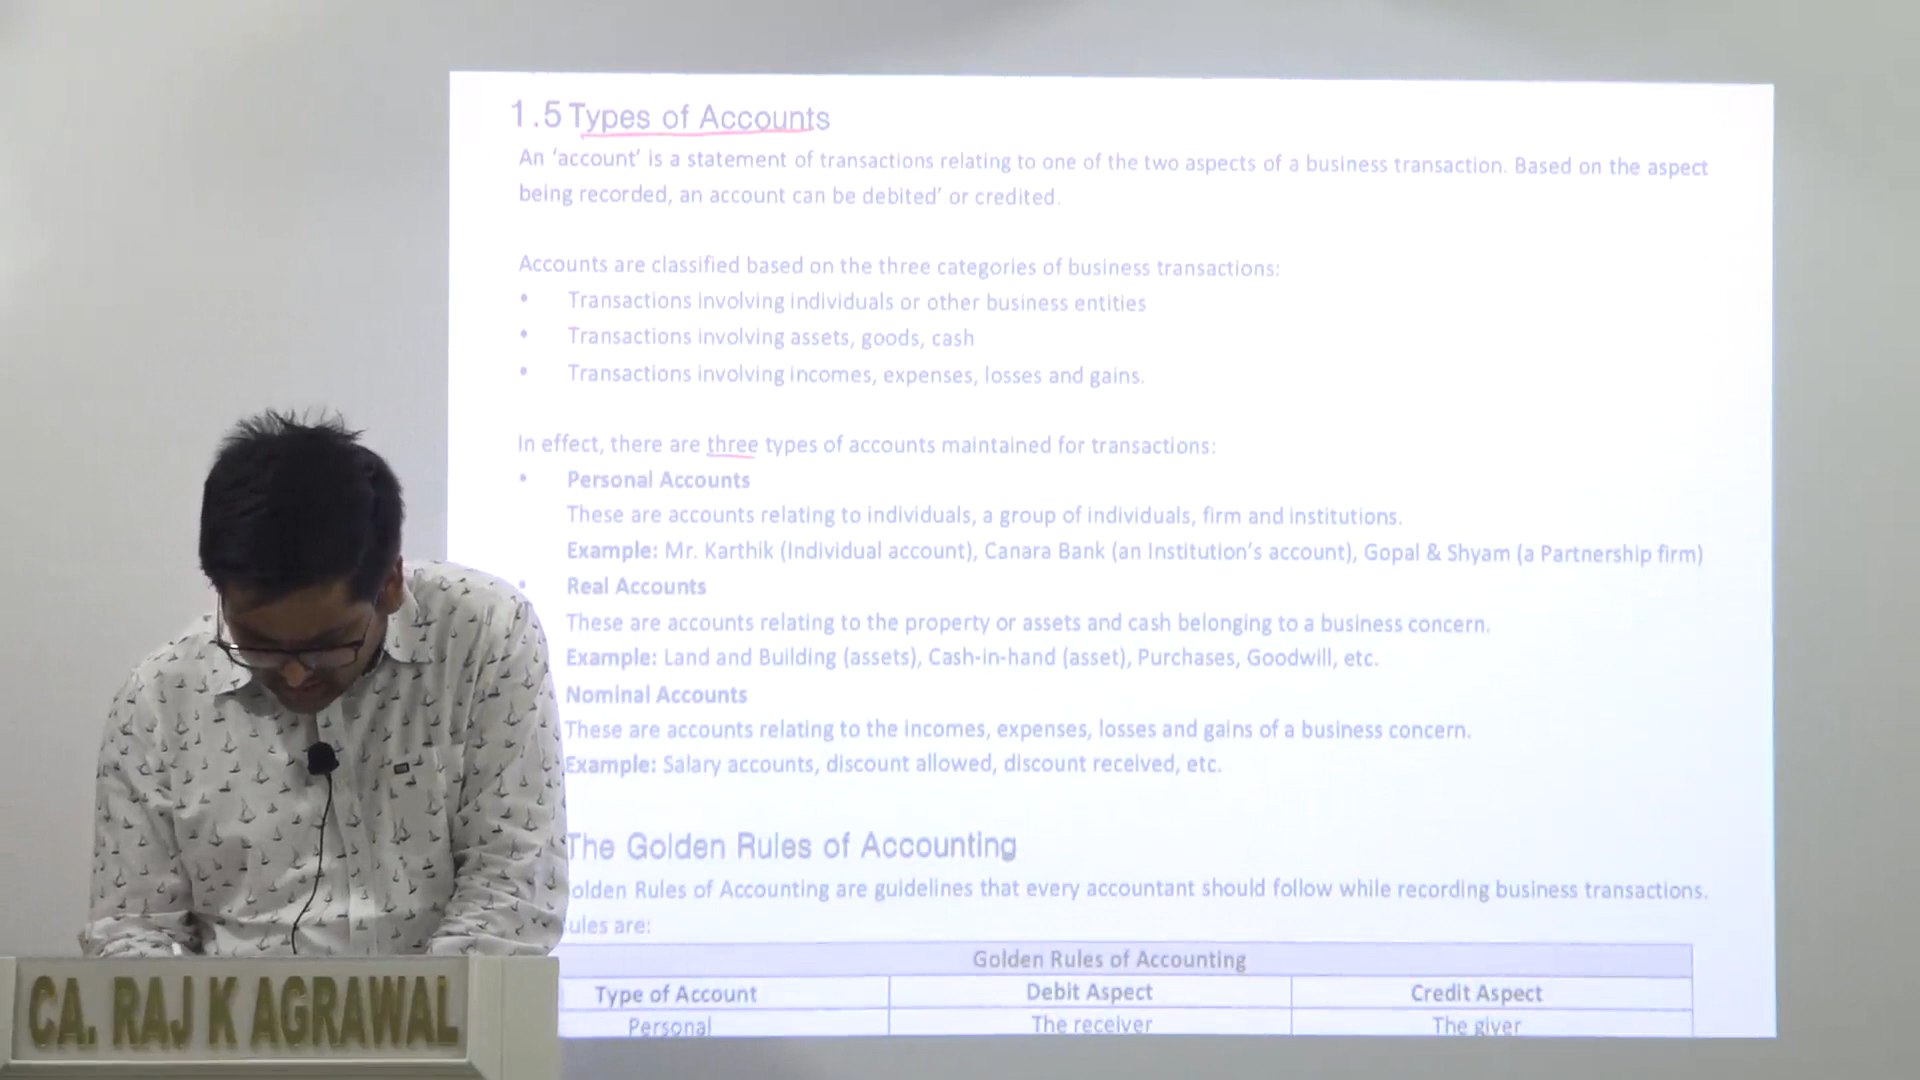 1.5 Types of Accounts
An ‘account’ is a statement of transactions relating to one of the two aspects of a business transaction. Based on the aspect
being recorded, an account can be debited’ or credited.
Accounts are classified based on the three categories of business transactions:
• Transactions involving individuals or other business entities
• Transactions involving assets, goods, cash
• Transactions involving incomes, expenses, losses and gains.
In effect, there are three types of accounts maintained for transactions:
• Personal Accounts
These are accounts relating to individuals, a group of individuals, firm and institutions.
Example: Mr. Karthik (Individual account), Canara Bank (an Institution’s account), Gopal & Shyam (a Partnership firm)
• Real Accounts
These are accounts relating to the property or assets and cash belonging to a business concern.
Example: Land and Building (assets), Cash-in-hand (asset), Purchases, Goodwill, etc.
Nominal Accounts
These are accounts relating to the incomes, expenses, losses and gains of a business concern.
Example: Salary accounts, discount allowed, discount received, etc.
The Golden Rules of Accounting
olden Rules of Accounting are guidelines that every accountant should follow while recording business transactions.
ules are:
Golden Rules of Accounting
Type of Account Debit Aspect Credit Aspect
Personal The receiver The giver
CA. RAJ K AGRAWAL